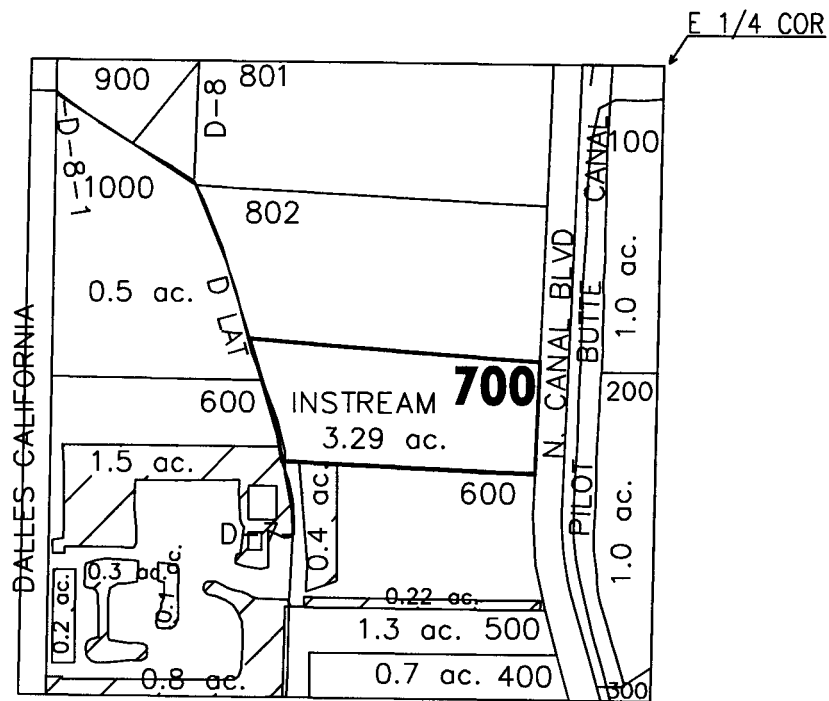 E 1/4 COR
900
801
D-8
100
D-8-1
1000
802
CANAL
0.5 ac.
D LAT
N. CANAL BLVD
1.0 ac.
BUTTE
DALLES CALIFORNIA
INSTREAM 700
3.29 ac.
600
200
1.5 ac.
600
PILOT
0.4 ac.
D
1.0 ac.
0.3 ac.
0.1 ac.
0.2 ac.
0.22 ac.
1.3 ac. 500
0.8 ac.
0.7 ac. 400
300